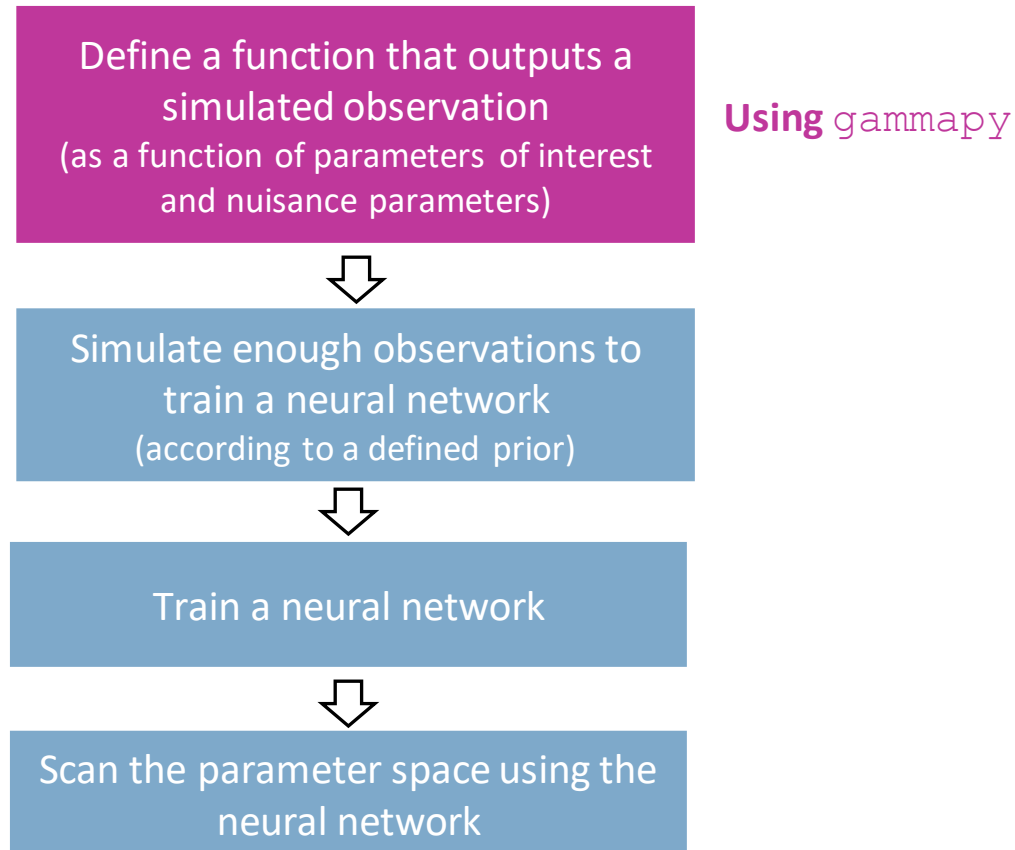 Define a function that outputs a
simulated observation
(as a function of parameters of interest
and nuisance parameters)
Using gammapy
Simulate enough observations to
train a neural network
(according to a defined prior)
Train a neural network
Scan the parameter space using the
neural network